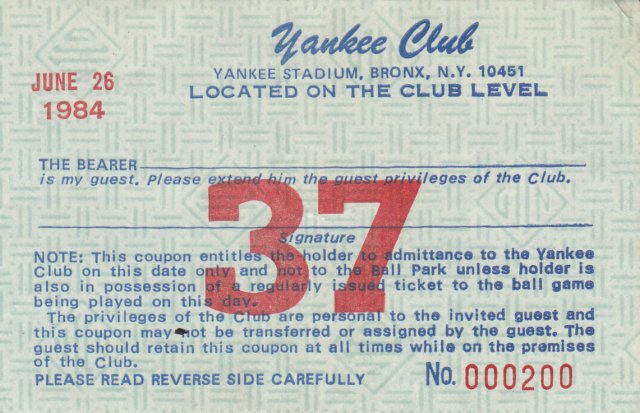 Yankee Club
YANKEE STADIUM, BRONX, N.Y. 10451
LOCATED ON THE CLUB LEVEL
JUNE 26
1984
THE BEARER
is my guest. Please extend him the guest privileges of the Club.
37
Signature
NOTE: This coupon entitles the holder to admittance to the Yankee
Club on this date only and not to the Ball Park unless holder is
also in possession of a regularly issued ticket to the ball game
being played on this day.
The privileges of the Club are personal to the invited guest and
this coupon may not be transferred or assigned by the guest. The
guest should retain this coupon at all times while on the premises
of the Club.
PLEASE READ REVERSE SIDE CAREFULLY
No. 000200